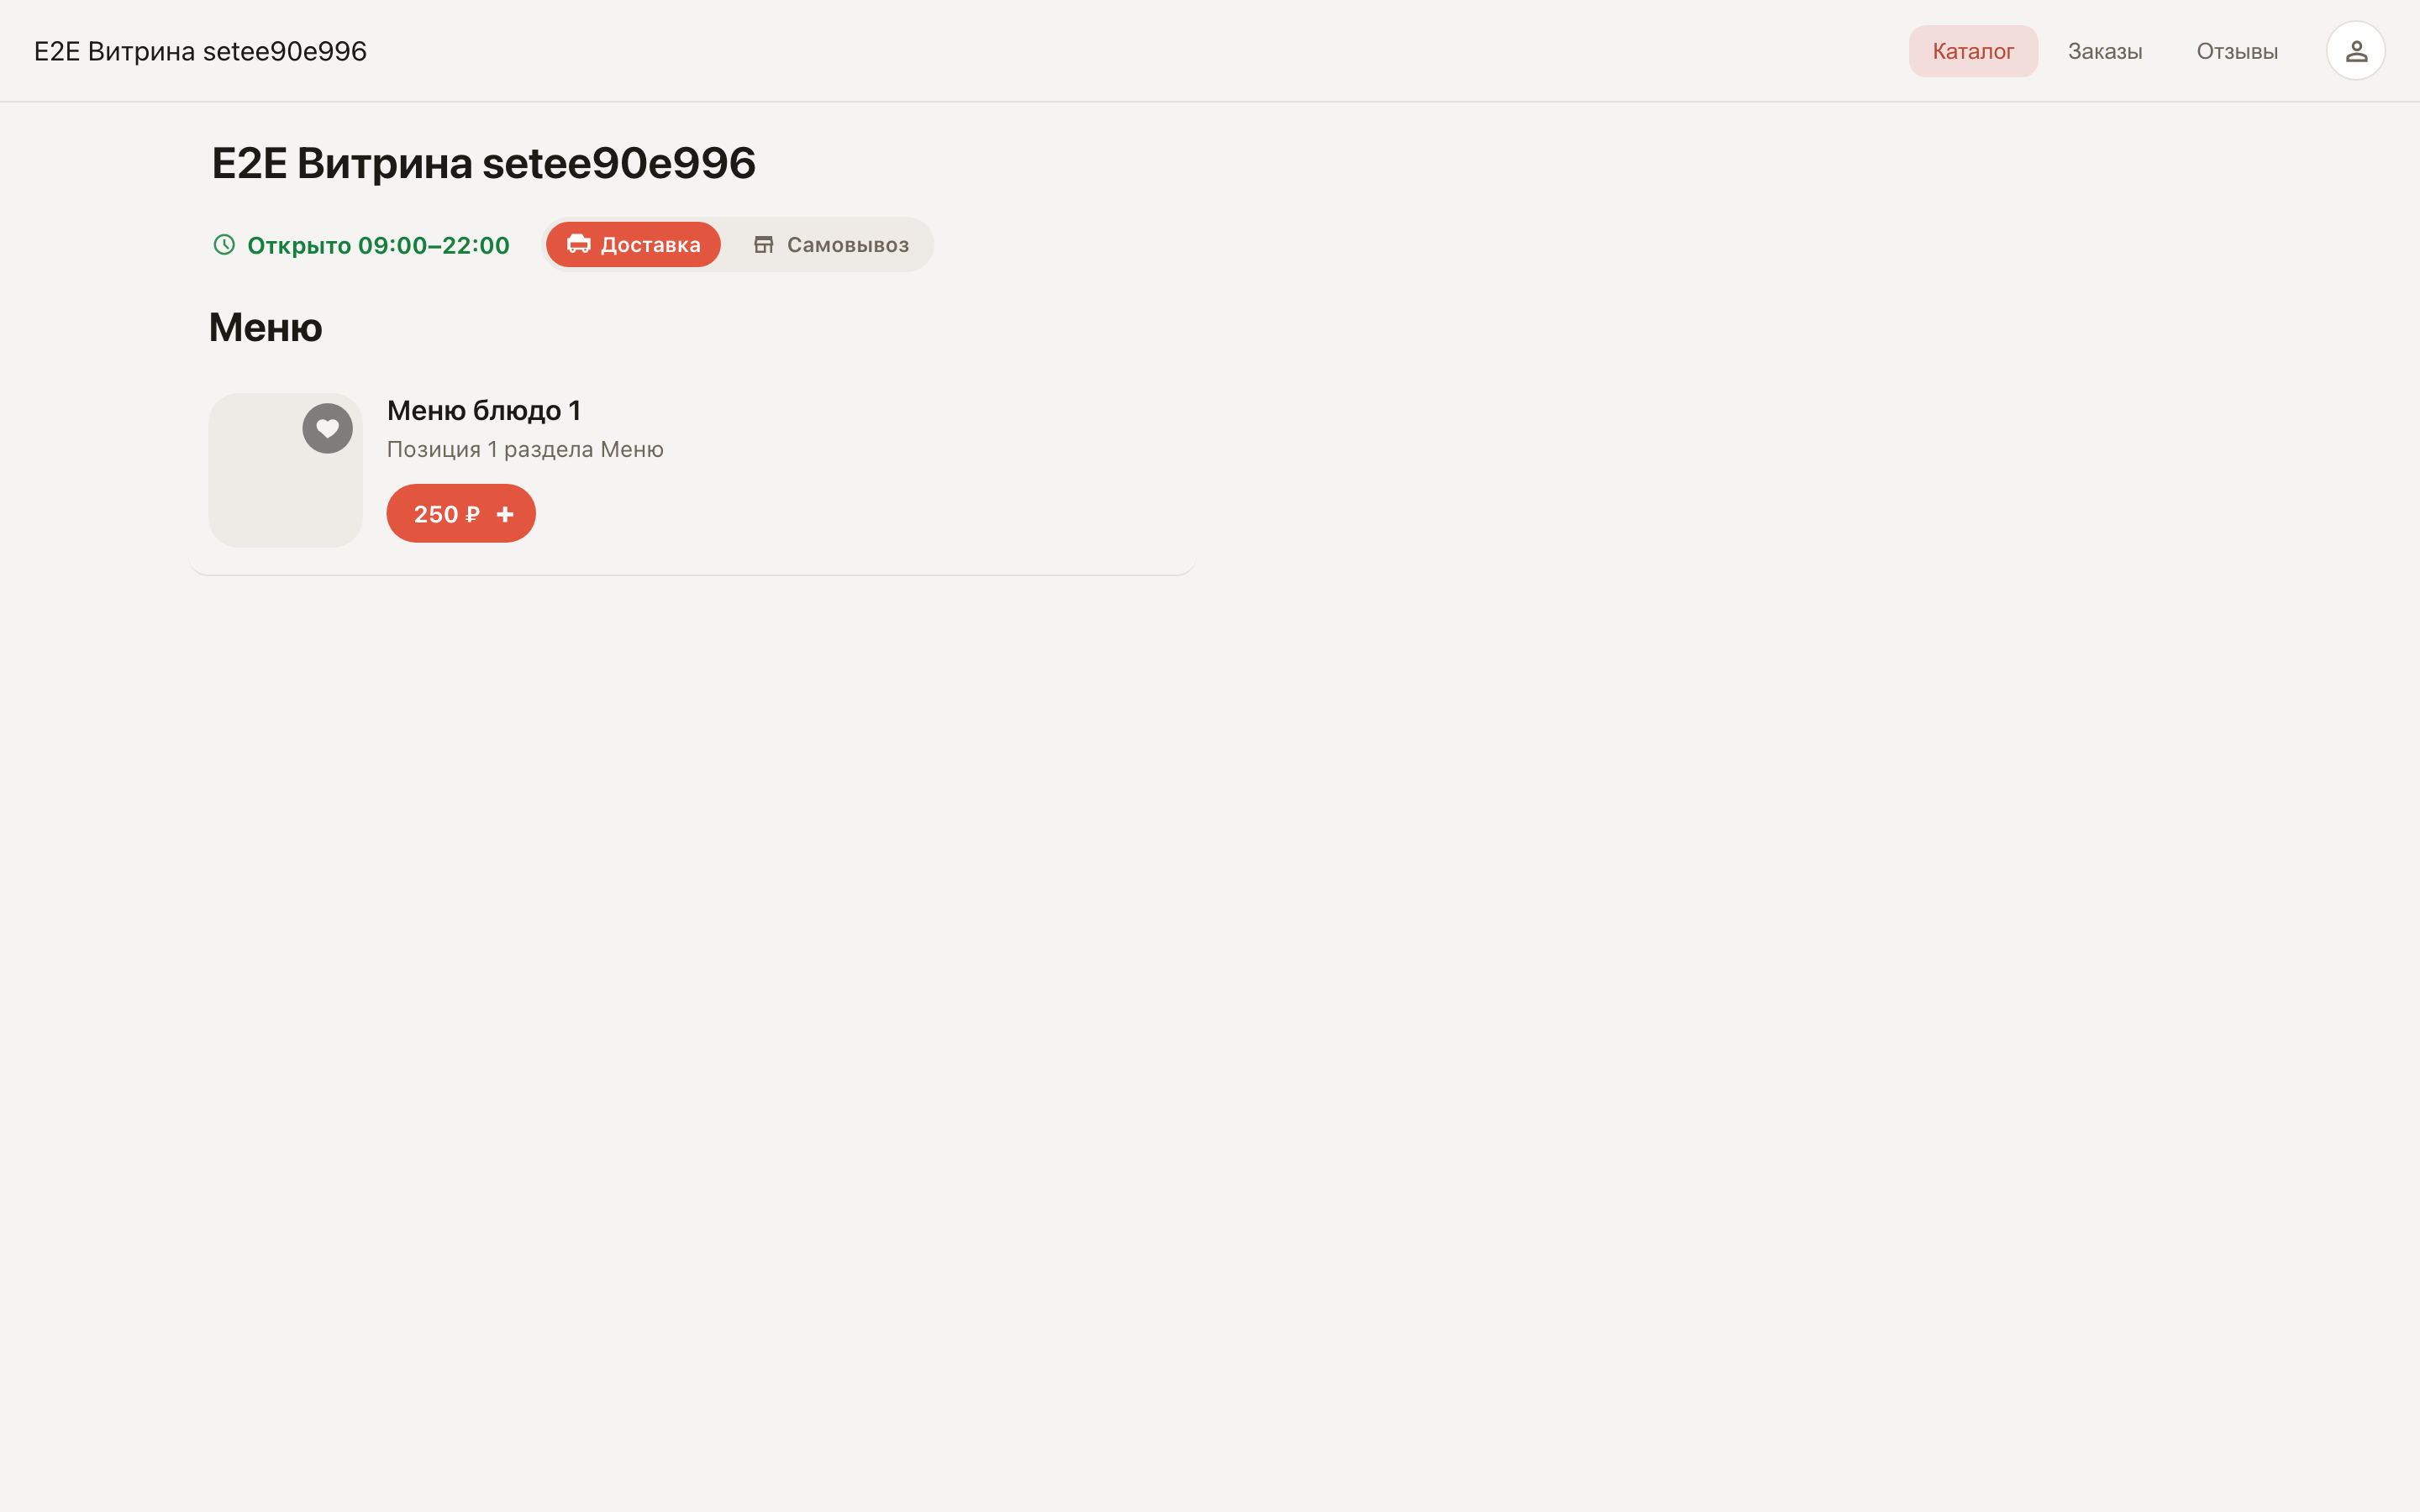 E2E Витрина setee90e996
Каталог Заказы Отзывы
E2E Витрина setee90e996
Открыто 09:00–22:00 Доставка Самовывоз
Меню
Меню блюдо 1
Позиция 1 раздела Меню
250 ₽ +